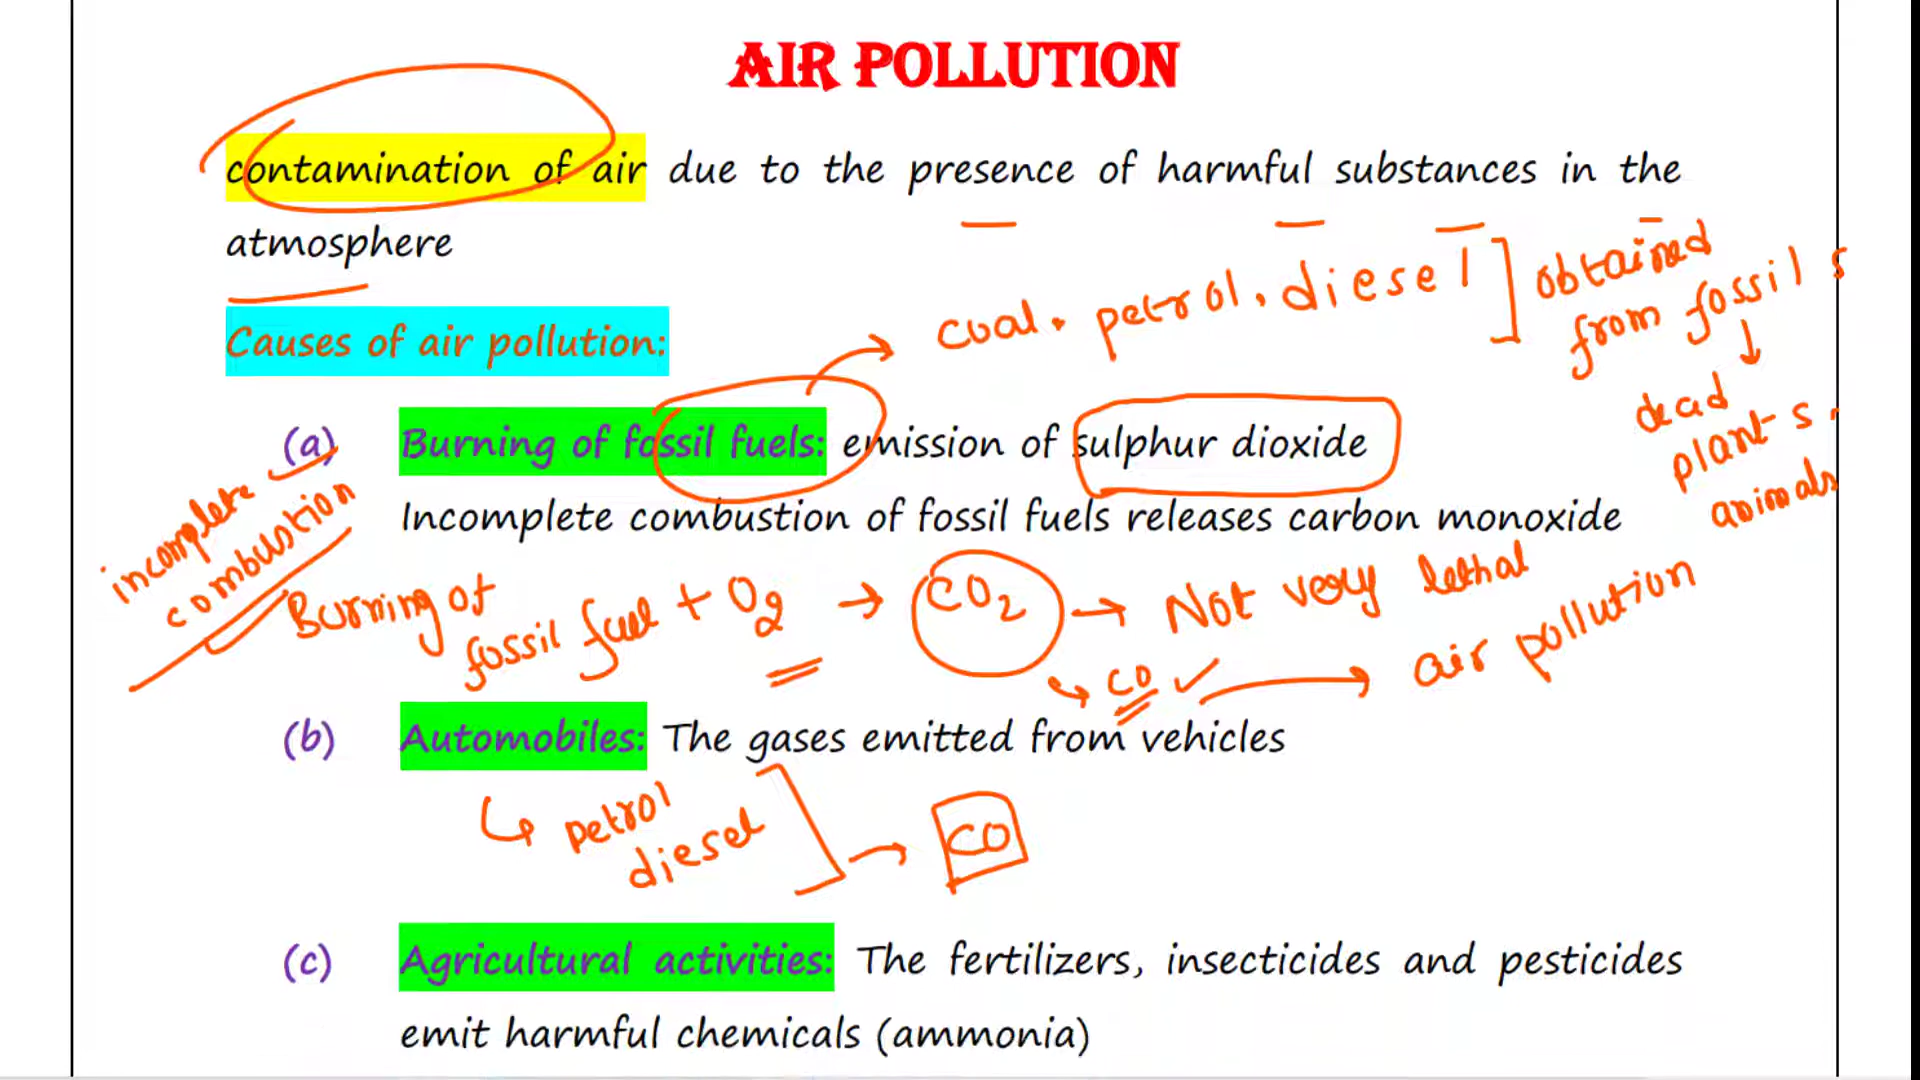 AIR POLLUTION
contamination of air due to the presence of harmful substances in the
atmosphere
coal. petrol. diesel ] obtained
from fossils
↓
dead
plants.
animals
Causes of air pollution:
(a) Burning of fossil fuels: emission of sulphur dioxide
Incomplete combustion of fossil fuels releases carbon monoxide
incomplete
combustion
Burning of
fossil fuel + O2 → CO2 → Not very lethal
↳ CO ✓ → air pollution
(b) Automobiles: The gases emitted from vehicles
↳ petrol
diesel ] → CO
(c) Agricultural activities: The fertilizers, insecticides and pesticides
emit harmful chemicals (ammonia)